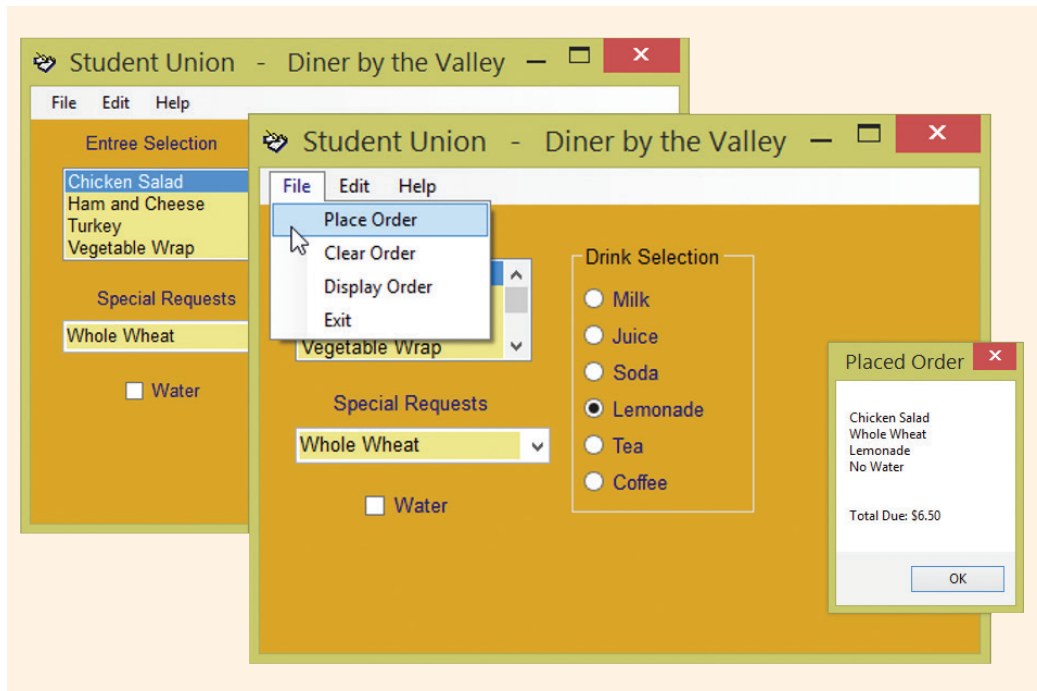 Student Union - Diner by the Valley
File Edit Help
Entree Selection
Chicken Salad
Ham and Cheese
Turkey
Vegetable Wrap
Special Requests
Whole Wheat
Water
Student Union - Diner by the Valley
File Edit Help
Place Order
Clear Order
Display Order
Exit
Vegetable Wrap
Special Requests
Whole Wheat
Water
Drink Selection
Milk
Juice
Soda
Lemonade
Tea
Coffee
Placed Order
Chicken Salad
Whole Wheat
Lemonade
No Water
Total Due: $6.50
OK